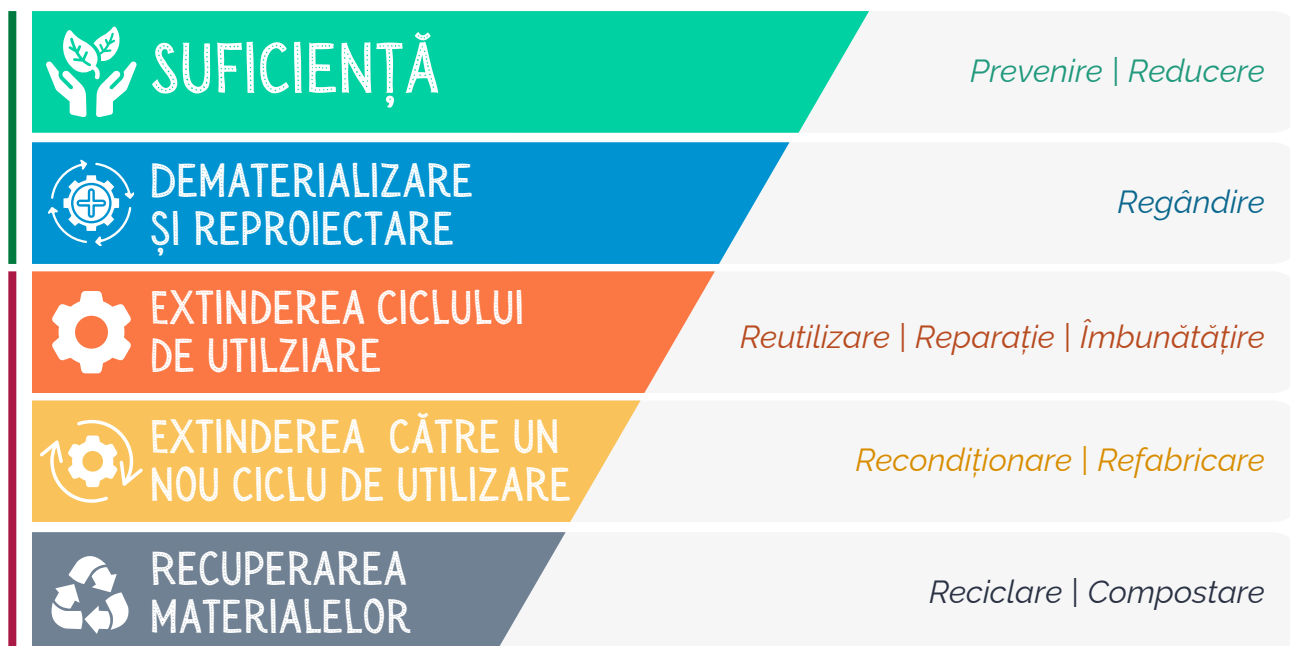 SUFICIENȚĂ
Prevenire | Reducere
DEMATERIALIZARE
ȘI REPROIECTARE
Regândire
EXTINDEREA CICLULUI
DE UTILZIARE
Reutilizare | Reparație | Îmbunătățire
EXTINDEREA CĂTRE UN
NOU CICLU DE UTILIZARE
Recondiționare | Refabricare
RECUPERAREA
MATERIALELOR
Reciclare | Compostare